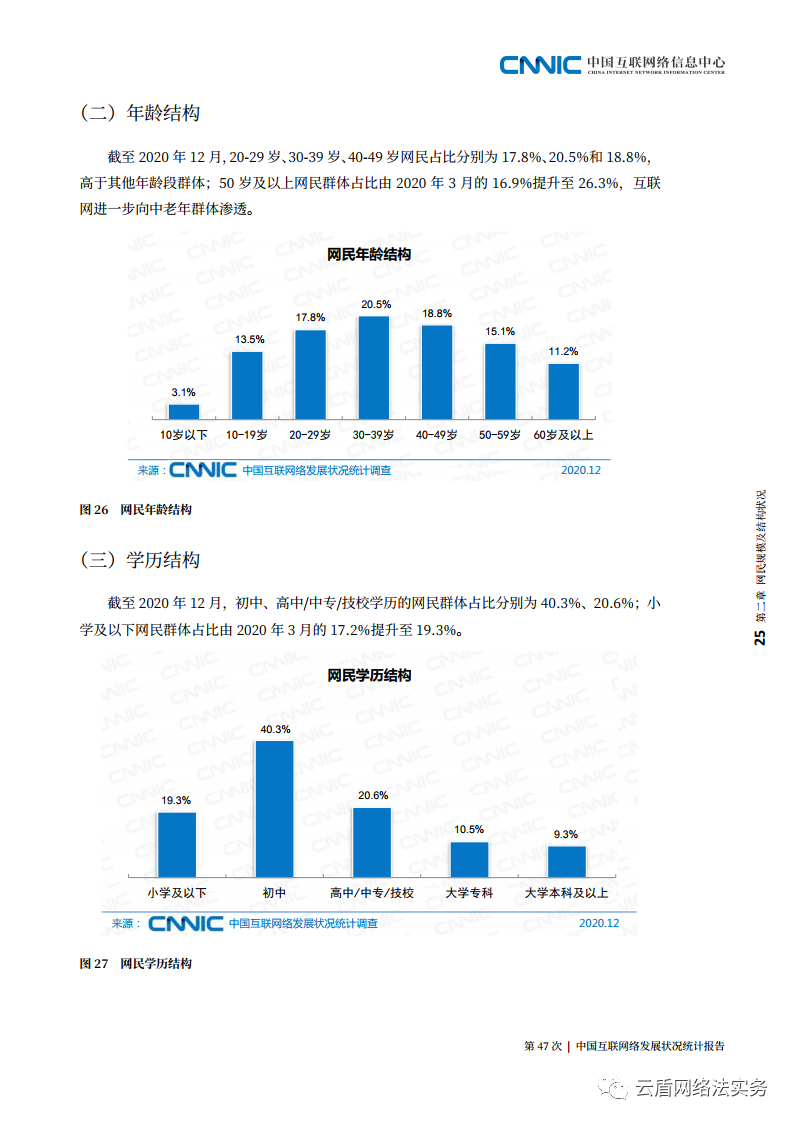 CNNIC 中国互联网络信息中心
CHINA INTERNET NETWORK INFORMATION CENTER
（二）年龄结构
截至 2020 年 12 月, 20-29 岁、30-39 岁、40-49 岁网民占比分别为 17.8%、20.5%和 18.8%，
高于其他年龄段群体；50 岁及以上网民群体占比由 2020 年 3 月的 16.9%提升至 26.3%，互联
网进一步向中老年群体渗透。
网民年龄结构
3.1% 13.5% 17.8% 20.5% 18.8% 15.1% 11.2%
10岁以下 10-19岁 20-29岁 30-39岁 40-49岁 50-59岁 60岁及以上
来源：CNNIC 中国互联网络发展状况统计调查 2020.12
图 26 网民年龄结构
（三）学历结构
截至 2020 年 12 月，初中、高中/中专/技校学历的网民群体占比分别为 40.3%、20.6%；小
学及以下网民群体占比由 2020 年 3 月的 17.2%提升至 19.3%。
网民学历结构
19.3% 40.3% 20.6% 10.5% 9.3%
小学及以下 初中 高中/中专/技校 大学专科 大学本科及以上
来源： CNNIC 中国互联网络发展状况统计调查 2020.12
图 27 网民学历结构
25 第二章 网民规模及结构状况
第 47 次 | 中国互联网络发展状况统计报告
云盾网络法实务